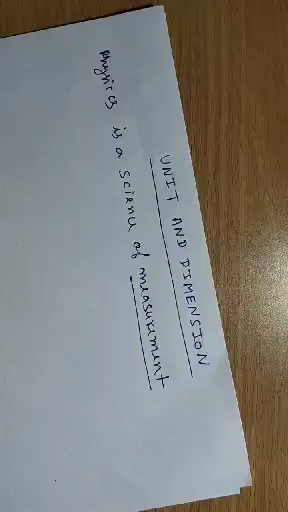 UNIT AND DIMENSION
Physics is a science of measurement